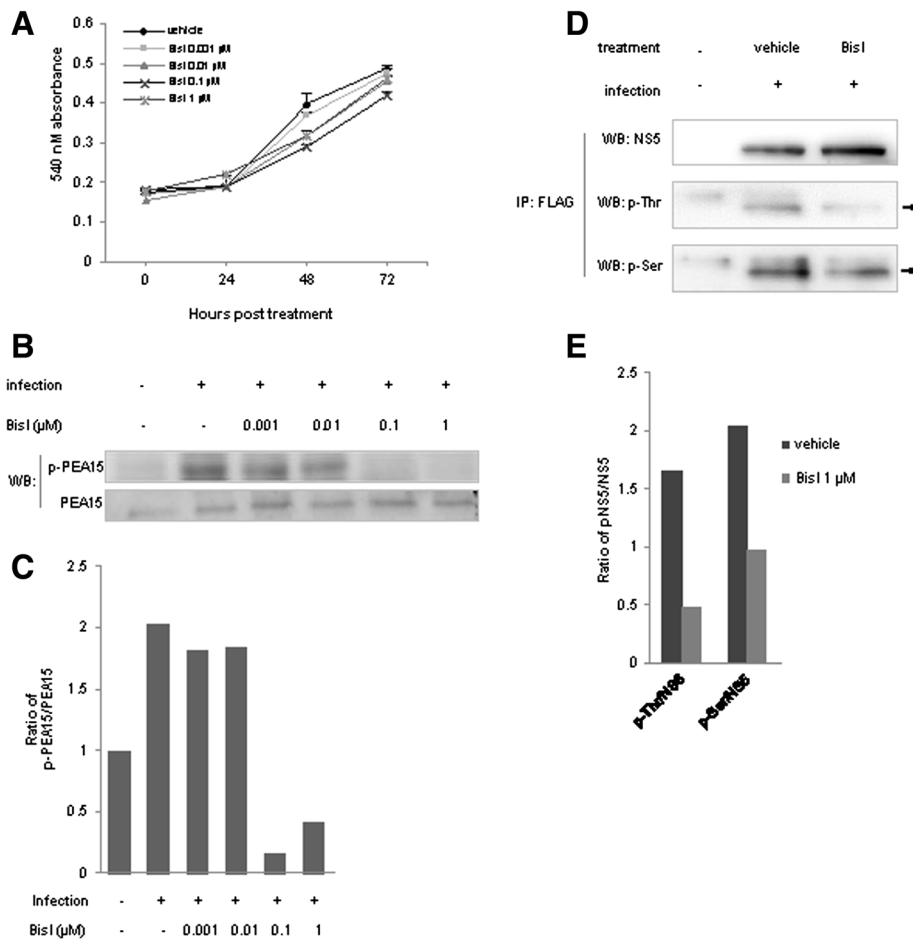 A
0.6
0.5
0.4
0.3
0.2
0.1
0
540 nM absorbance
vehicle
BisI 0.001 µM
BisI 0.01 µM
BisI 0.1 µM
BisI 1 µM
0 24 48 72
Hours post treatment
B
infection - + + + + +
BisI (µM) - - 0.001 0.01 0.1 1
WB:
p-PEA15
PEA15
C
2.5
2
1.5
1
0.5
0
Ratio of
p-PEA15/PEA15
Infection - + + + + +
BisI (µM) - - 0.001 0.01 0.1 1
D
treatment - vehicle BisI
infection - + +
IP: FLAG
WB: NS5
WB: p-Thr
WB: p-Ser
E
2.5
2
1.5
1
0.5
0
Ratio of pNS5/NS5
vehicle
BisI 1 µM
p-Thr/NS5
p-Ser/NS5